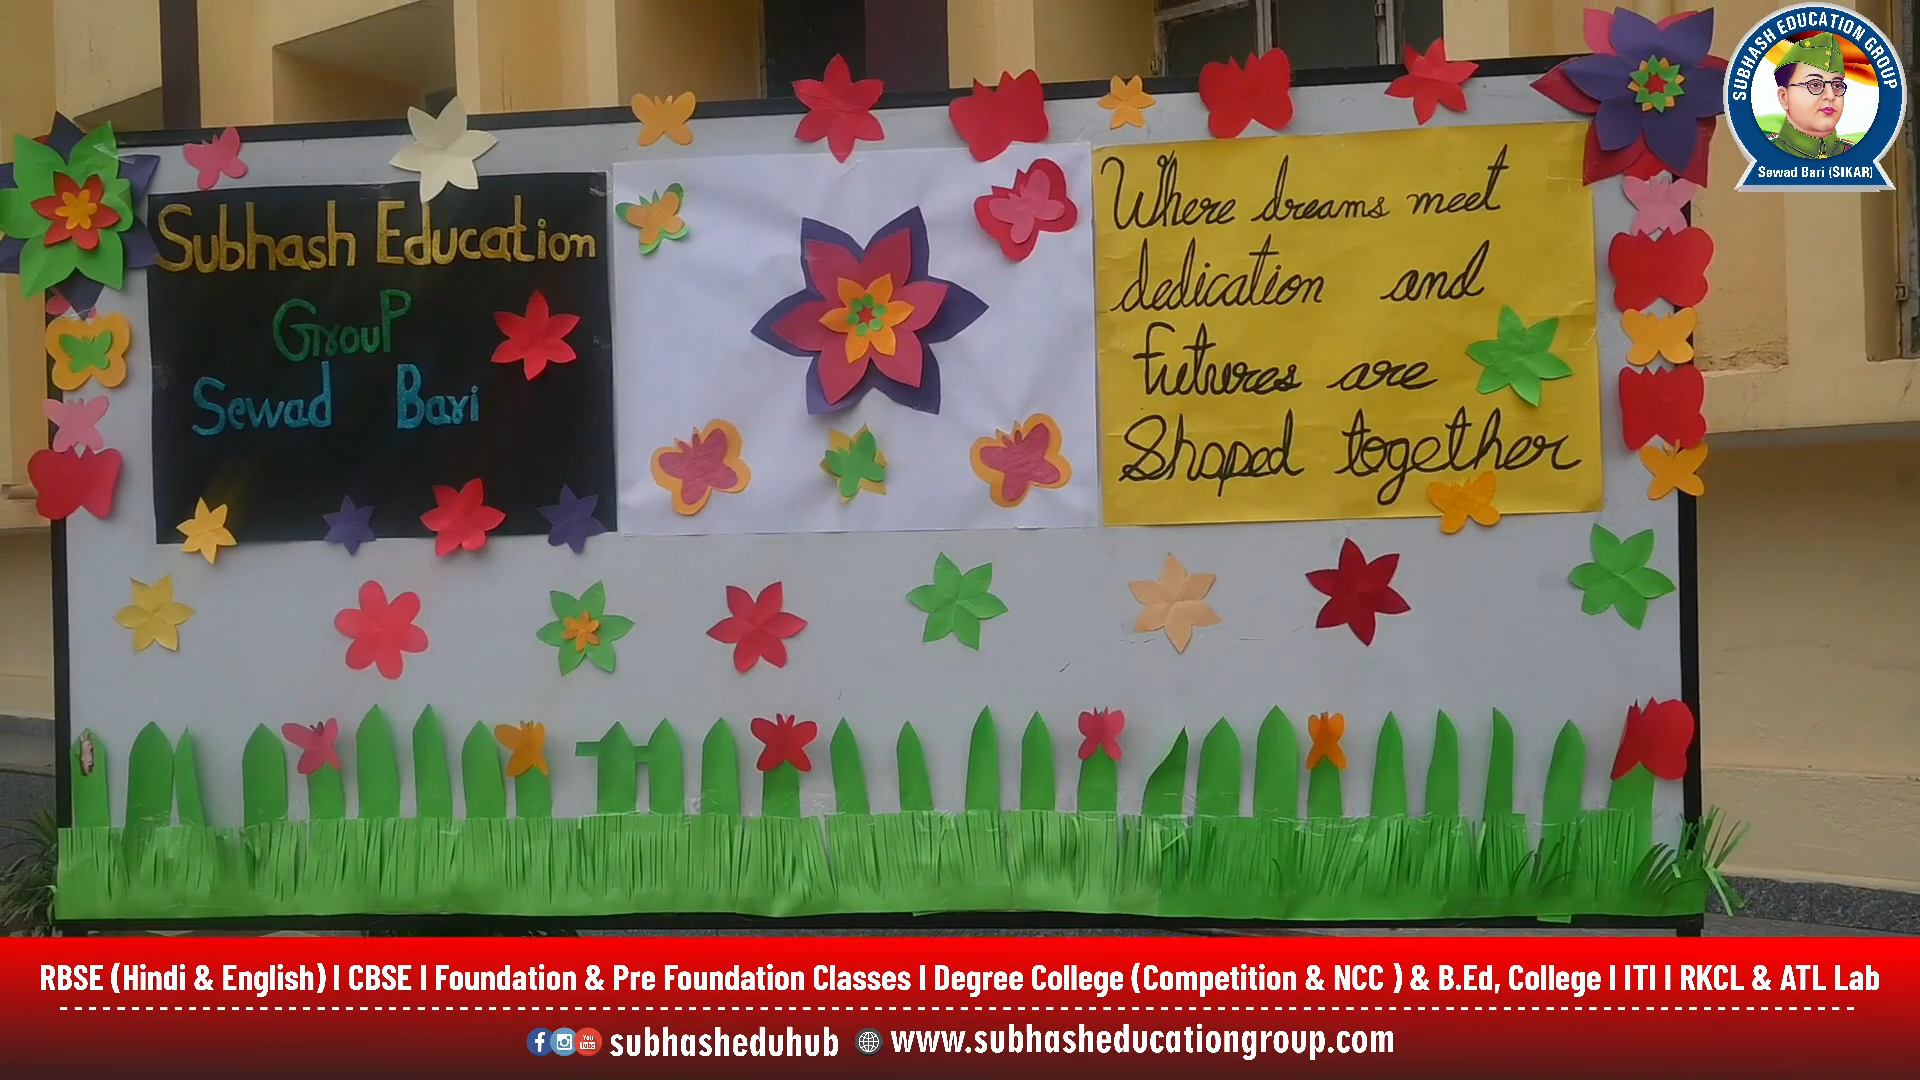 SUBHASH EDUCATION GROUP
Sewad Bari (SIKAR)
Subhash Education
GrouP
Sewad Bari
Where dreams meet
dedication and
Futures are
Shaped together
RBSE (Hindi & English) I CBSE I Foundation & Pre Foundation Classes I Degree College (Competition & NCC ) & B.Ed, College I ITI I RKCL & ATL Lab
You Tube subhasheduhub www.subhasheducationgroup.com